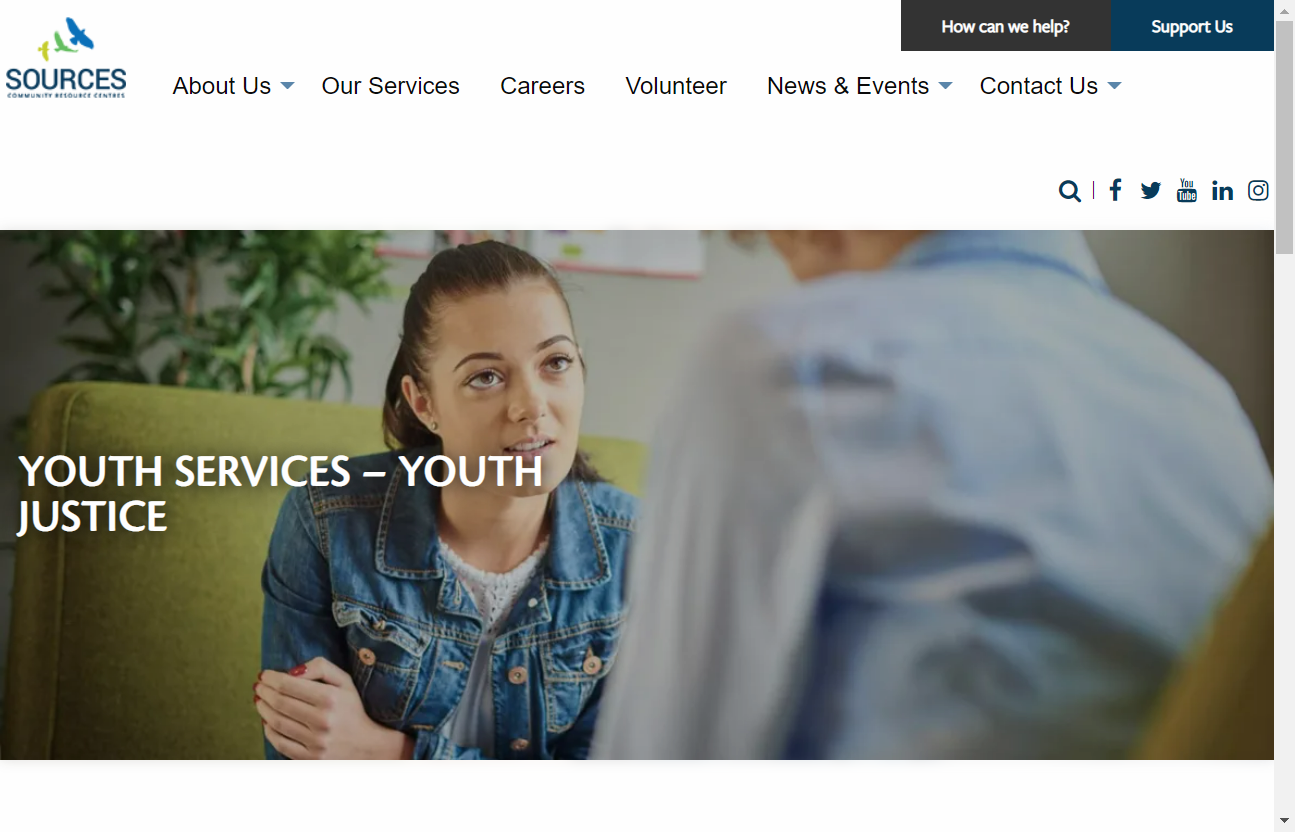 How can we help?
Support Us
SOURCES
COMMUNITY RESOURCE CENTRES
About Us
Our Services
Careers
Volunteer
News & Events
Contact Us
You
Tube
YOUTH SERVICES – YOUTH
JUSTICE